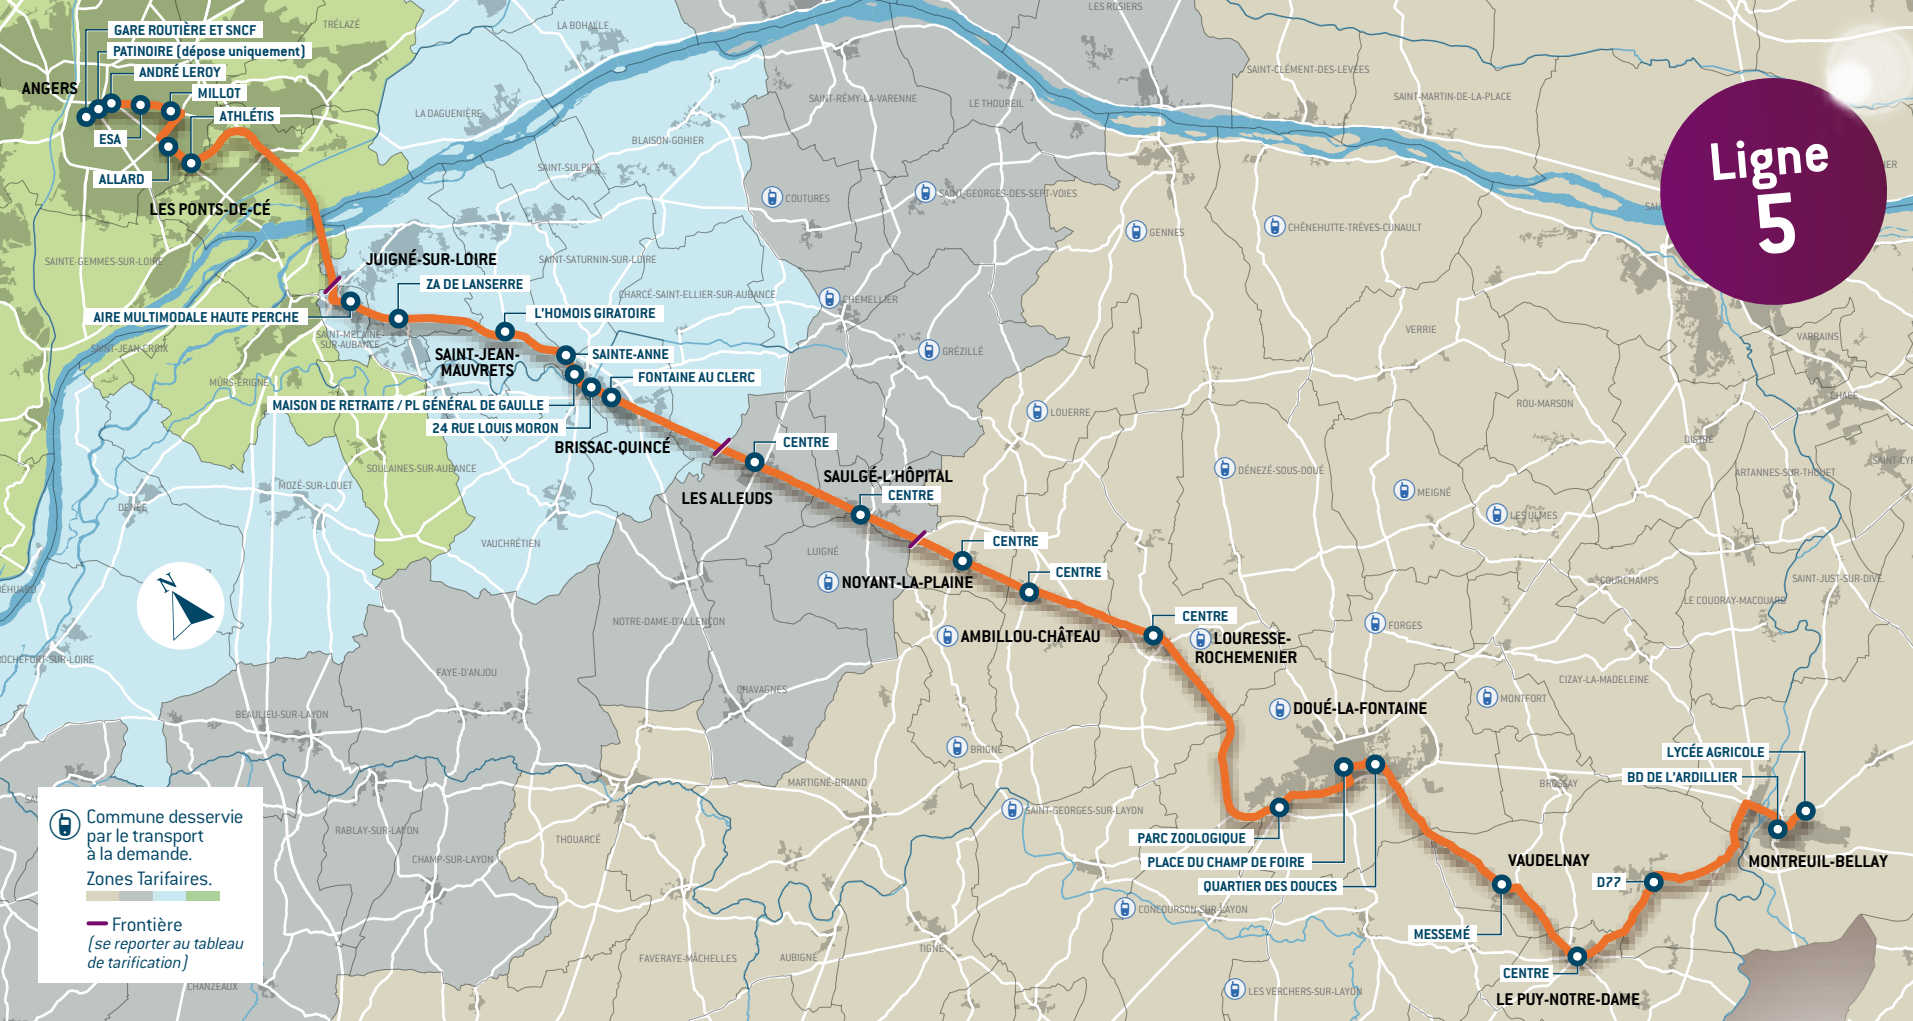 GARE ROUTIÈRE ET SNCF
PATINOIRE (dépose uniquement)
ANDRÉ LEROY
ANGERS
MILLOT
ATHLÉTIS
ESA
ALLARD
LES PONTS-DE-CÉ
TRÉLAZÉ
LA BOHALLE
LES ROSIERS
LA DAGUENIÈRE
SAINT-RÉMY-LA-VARENNE
LE THOUREIL
SAINT-CLÉMENT-DES-LEVÉES
SAINT-MARTIN-DE-LA-PLACE
BLAISON-GOHIER
SAINT-SULPICE
COUTURES
SAINT-GEORGES-DES-SEPT-VOIES
GENNES
CHÊNEHUTTE-TRÈVES-CUNAULT
Ligne
5
SAINTE-GEMMES-SUR-LOIRE
JUIGNÉ-SUR-LOIRE
SAINT-SATURNIN-SUR-LOIRE
ZA DE LANSERRE
CHARCÉ-SAINT-ELLIER-SUR-AUBANCE
CHEMELLIER
AIRE MULTIMODALE HAUTE PERCHE
L'HOMOIS GIRATOIRE
SAINT-MELAINE-
SUR-AUBANCE
SAINT-JEAN-CROIX
SAINT-JEAN-
MAUVRETS
SAINTE-ANNE
GRÉZILLÉ
VERRIE
VARRAINS
FONTAINE AU CLERC
MÛRS-ERIGNÉ
MAISON DE RETRAITE / PL GÉNÉRAL DE GAULLE
24 RUE LOUIS MORON
BRISSAC-QUINCÉ
LOUERRE
ROU-MARSON
CHACÉ
DISTRÉ
CENTRE
SAULGÉ-L'HÔPITAL
CENTRE
LES ALLEUDS
SOULAINES-SUR-AUBANCE
MOZÉ-SUR-LOUET
DENÉE
DÉNEZÉ-SOUS-DOUÉ
MEIGNÉ
LES ULMES
ARTANNES-SUR-THOUET
VAUCHRÉTIEN
LUIGNÉ
CENTRE
NOYANT-LA-PLAINE
CENTRE
AMBILLOU-CHÂTEAU
CENTRE
LOURESSE-
ROCHEMENIER
N
COURCHAMPS
SAINT-JUST-SUR-DIVE
LE COUDRAY-MACOUARD
FORGES
NOTRE-DAME-D'ALLENÇON
ROCHEFORT-SUR-LOIRE
FAYE-D'ANJOU
CHAVAGNES
CIZAY-LA-MADELEINE
MONTFORT
BEAULIEU-SUR-LAYON
DOUÉ-LA-FONTAINE
BRIGNÉ
MARTIGNÉ-BRIAND
BROSSAY
LYCÉE AGRICOLE
BD DE L'ARDILLIER
SAINT-GEORGES-SUR-LAYON
PARC ZOOLOGIQUE
PLACE DU CHAMP DE FOIRE
QUARTIER DES DOUCES
VAUDELNAY
D77
MONTREUIL-BELLAY
RABLAY-SUR-LAYON
CHAMP-SUR-LAYON
THOUARCÉ
CONCOURSON-SUR-LAYON
MESSEMÉ
CENTRE
LE PUY-NOTRE-DAME
FAVERAYE-MÂCHELLES
AUBIGNÉ
TIGNÉ
LES VERCHERS-SUR-LAYON
CHANZEAUX
Commune desservie
par le transport
à la demande.
Zones Tarifaires.
Frontière
(se reporter au tableau
de tarification)